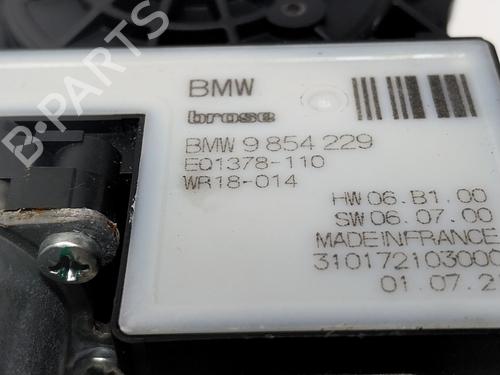 BMW
brose
BMW 9 854 229
EQ1378-110
WR18-014
HW 06.B1.00
SW 06.07.00
MADE IN FRANCE
310172103000
01.07.2
B-PARTS